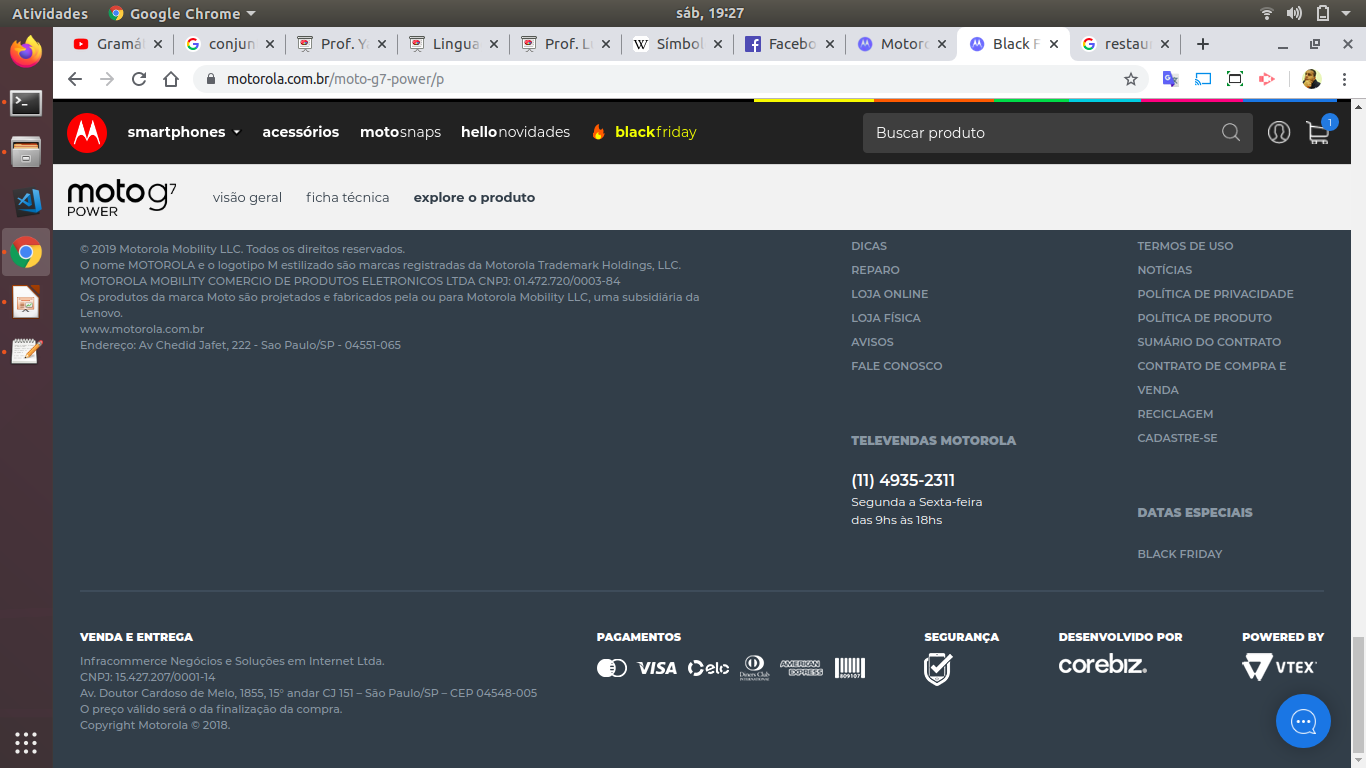 Atividades
Google Chrome
sáb, 19:27
Gramá
conjun
Prof. Ya
Lingua
Prof. Lu
Símbol
Facebo
Motoro
Black F
restau
motorola.com.br/moto-g7-power/p
smartphones
acessórios
motosnaps
hellonovidades
blackfriday
Buscar produto
1
moto g7
POWER
visão geral
ficha técnica
explore o produto
© 2019 Motorola Mobility LLC. Todos os direitos reservados.
O nome MOTOROLA e o logotipo M estilizado são marcas registradas da Motorola Trademark Holdings, LLC.
MOTOROLA MOBILITY COMERCIO DE PRODUTOS ELETRONICOS LTDA CNPJ: 01.472.720/0003-84
Os produtos da marca Moto são projetados e fabricados pela ou para Motorola Mobility LLC, uma subsidiária da
Lenovo.
www.motorola.com.br
Endereço: Av Chedid Jafet, 222 - Sao Paulo/SP - 04551-065
DICAS
REPARO
LOJA ONLINE
LOJA FÍSICA
AVISOS
FALE CONOSCO
TELEVENDAS MOTOROLA
(11) 4935-2311
Segunda a Sexta-feira
das 9hs às 18hs
TERMOS DE USO
NOTÍCIAS
POLÍTICA DE PRIVACIDADE
POLÍTICA DE PRODUTO
SUMÁRIO DO CONTRATO
CONTRATO DE COMPRA E
VENDA
RECICLAGEM
CADASTRE-SE
DATAS ESPECIAIS
BLACK FRIDAY
VENDA E ENTREGA
Infracommerce Negócios e Soluções em Internet Ltda.
CNPJ: 15.427.207/0001-14
Av. Doutor Cardoso de Melo, 1855, 15° andar CJ 151 – São Paulo/SP – CEP 04548-005
O preço válido será o da finalização da compra.
Copyright Motorola © 2018.
PAGAMENTOS
VISA
elo
Diners Club
INTERNATIONAL
AMERICAN
EXPRESS
809107
SEGURANÇA
DESENVOLVIDO POR
corebiz.
POWERED BY
VTEX